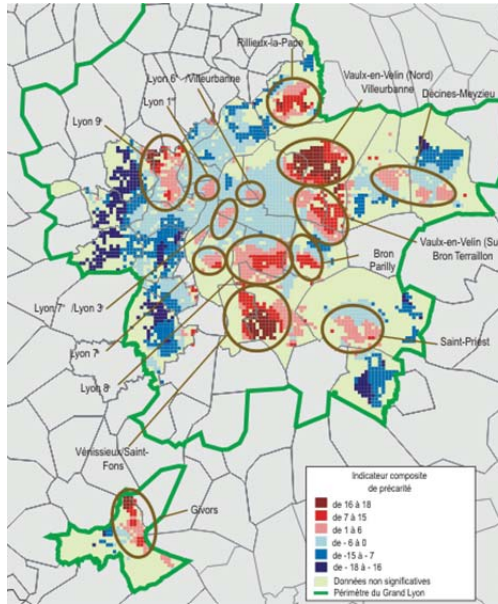 Rillieux-la-Pape
Lyon 6° /Villeurbanne
Vaulx-en-Velin (Nord)
Villeurbanne
Décines-Meyzieu
Lyon 1°
Lyon 9°
Vaulx-en-Velin (Su
Bron Terraillon
Bron
Parilly
Lyon 7° /Lyon 3°
Lyon 7°
Saint-Priest
Lyon 8°
Vénissieux/Saint-
Fons
Givors
Indicateur composite
de précarité
de 16 à 18
de 7 à 15
de 1 à 6
de - 6 à 0
de -15 à - 7
de - 18 à - 16
Données non significatives
Périmètre du Grand Lyon